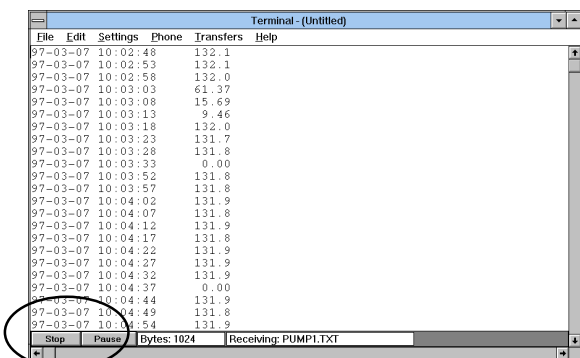 Terminal - (Untitled)
File Edit Settings Phone Transfers Help
97-03-07 10:02:48 132.1
97-03-07 10:02:53 132.1
97-03-07 10:02:58 132.0
97-03-07 10:03:03 61.37
97-03-07 10:03:08 15.69
97-03-07 10:03:13 9.46
97-03-07 10:03:18 132.0
97-03-07 10:03:23 131.7
97-03-07 10:03:28 131.8
97-03-07 10:03:33 0.00
97-03-07 10:03:52 131.8
97-03-07 10:03:57 131.8
97-03-07 10:04:02 131.9
97-03-07 10:04:07 131.9
97-03-07 10:04:12 131.9
97-03-07 10:04:17 131.8
97-03-07 10:04:22 131.9
97-03-07 10:04:27 131.9
97-03-07 10:04:32 131.9
97-03-07 10:04:37 0.00
97-03-07 10:04:44 131.9
97-03-07 10:04:49 131.8
97-03-07 10:04:54 131.9
Stop Pause Bytes: 1024 Receiving: PUMP1.TXT